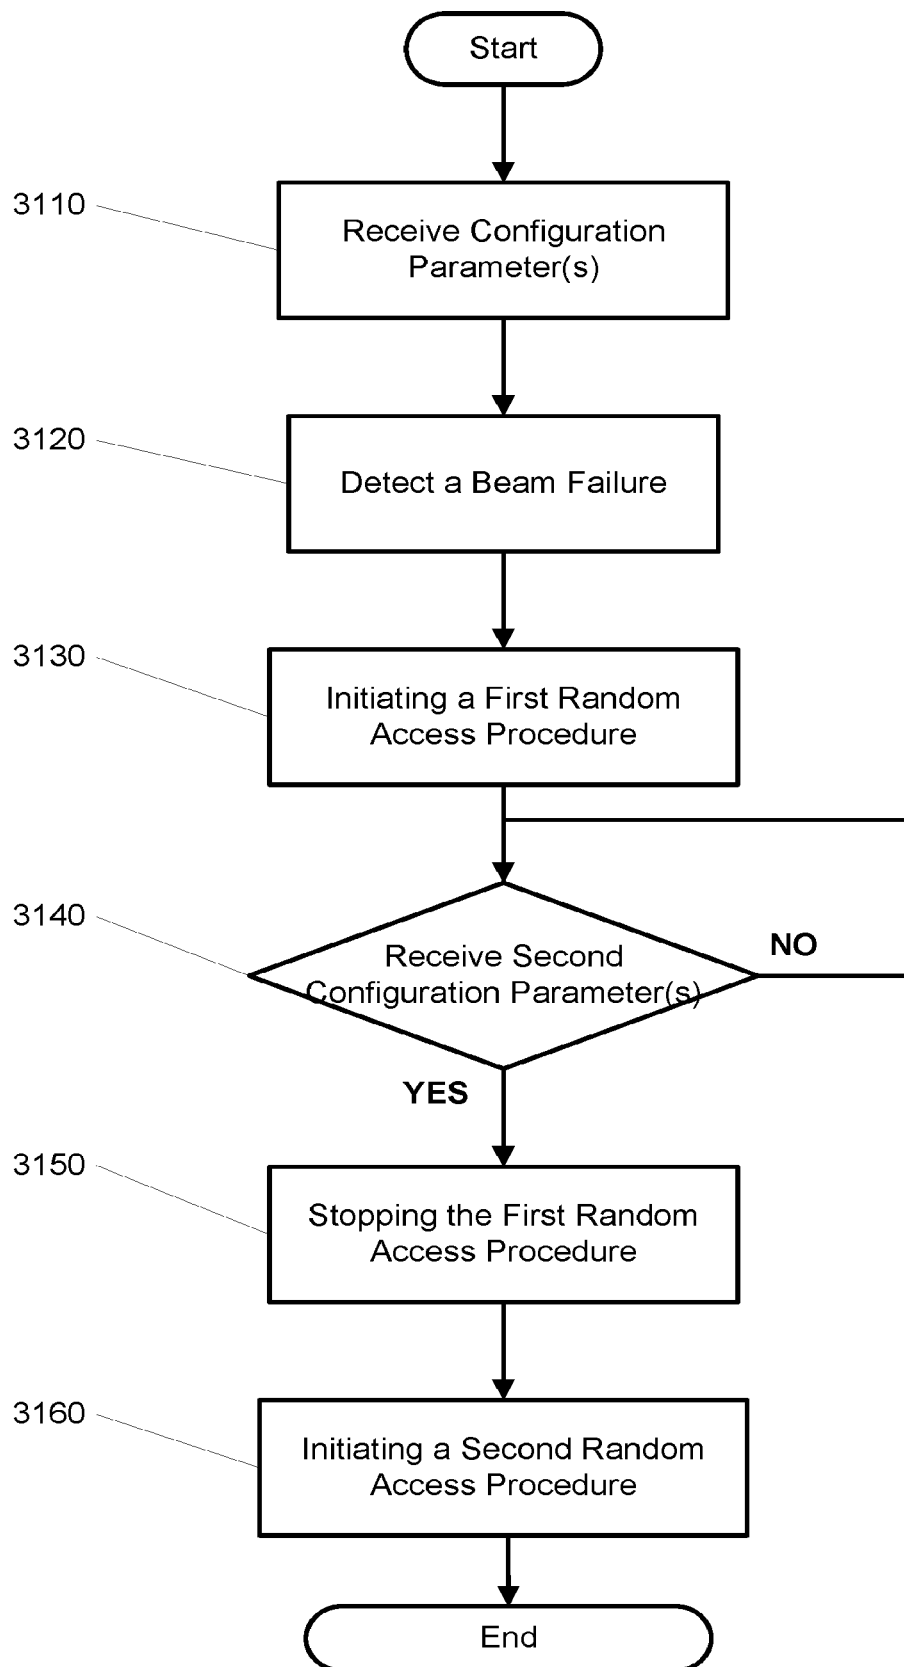 Start
3110
Receive Configuration
Parameter(s)
3120
Detect a Beam Failure
3130
Initiating a First Random
Access Procedure
3140
Receive Second
Configuration Parameter(s)
NO
YES
3150
Stopping the First Random
Access Procedure
3160
Initiating a Second Random
Access Procedure
End